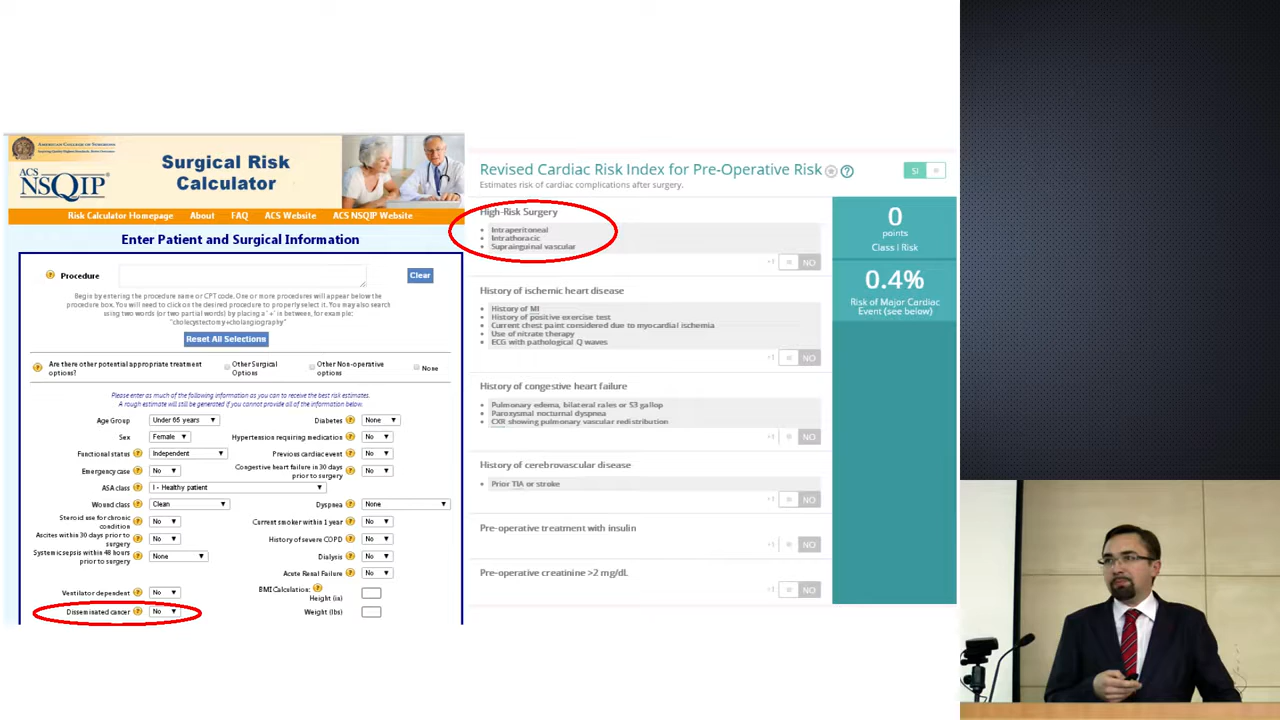 AMERICAN COLLEGE OF SURGEONS
ACS
NSQIP
Surgical Risk
Calculator
Risk Calculator Homepage About FAQ ACS Website ACS NSQIP Website
Enter Patient and Surgical Information
Procedure
Clear
Begin by entering the procedure name or CPT code. One or more procedures will appear below the
procedure box. You will need to click on the desired procedure to properly select it. You may also search
using two words (or two partial words) by placing a '+' in between, for example:
"cholecystectomy+cholangiography"
Reset All Selections
Are there other potential appropriate treatment
options?
Other Surgical
Options
Other Non-operative
options
None
Please enter as much of the following information as you can to receive the best risk estimates.
A rough estimate will still be generated if you cannot provide all of the information below.
Age Group Under 65 years
Sex Female
Functional status Independent
Emergency case No
ASA class I - Healthy patient
Wound class Clean
Steroid use for chronic
condition
No
Ascites within 30 days prior to
surgery
No
Systemic sepsis within 48 hours
prior to surgery
None
Ventilator dependent No
Disseminated cancer No
Diabetes None
Hypertension requiring medication No
Previous cardiac event No
Congestive heart failure in 30 days
prior to surgery
No
Dyspnea None
Current smoker within 1 year No
History of severe COPD No
Dialysis No
Acute Renal Failure No
BMI Calculation:
Height (in)
Weight (lbs)
Revised Cardiac Risk Index for Pre-Operative Risk
Estimates risk of cardiac complications after surgery.
SI
High-Risk Surgery
Intraperitoneal
Intrathoracic
Suprainguinal vascular
+1 NO
History of ischemic heart disease
History of MI
History of positive exercise test
Current chest paint considered due to myocardial ischemia
Use of nitrate therapy
ECG with pathological Q waves
+1 NO
History of congestive heart failure
Pulmonary edema, bilateral rales or S3 gallop
Paroxysmal nocturnal dyspnea
CXR showing pulmonary vascular redistribution
+1 NO
History of cerebrovascular disease
Prior TIA or stroke
+1 NO
Pre-operative treatment with insulin
+1 NO
Pre-operative creatinine >2 mg/dL
+1 NO
0
points
Class I Risk
0.4%
Risk of Major Cardiac
Event (see below)